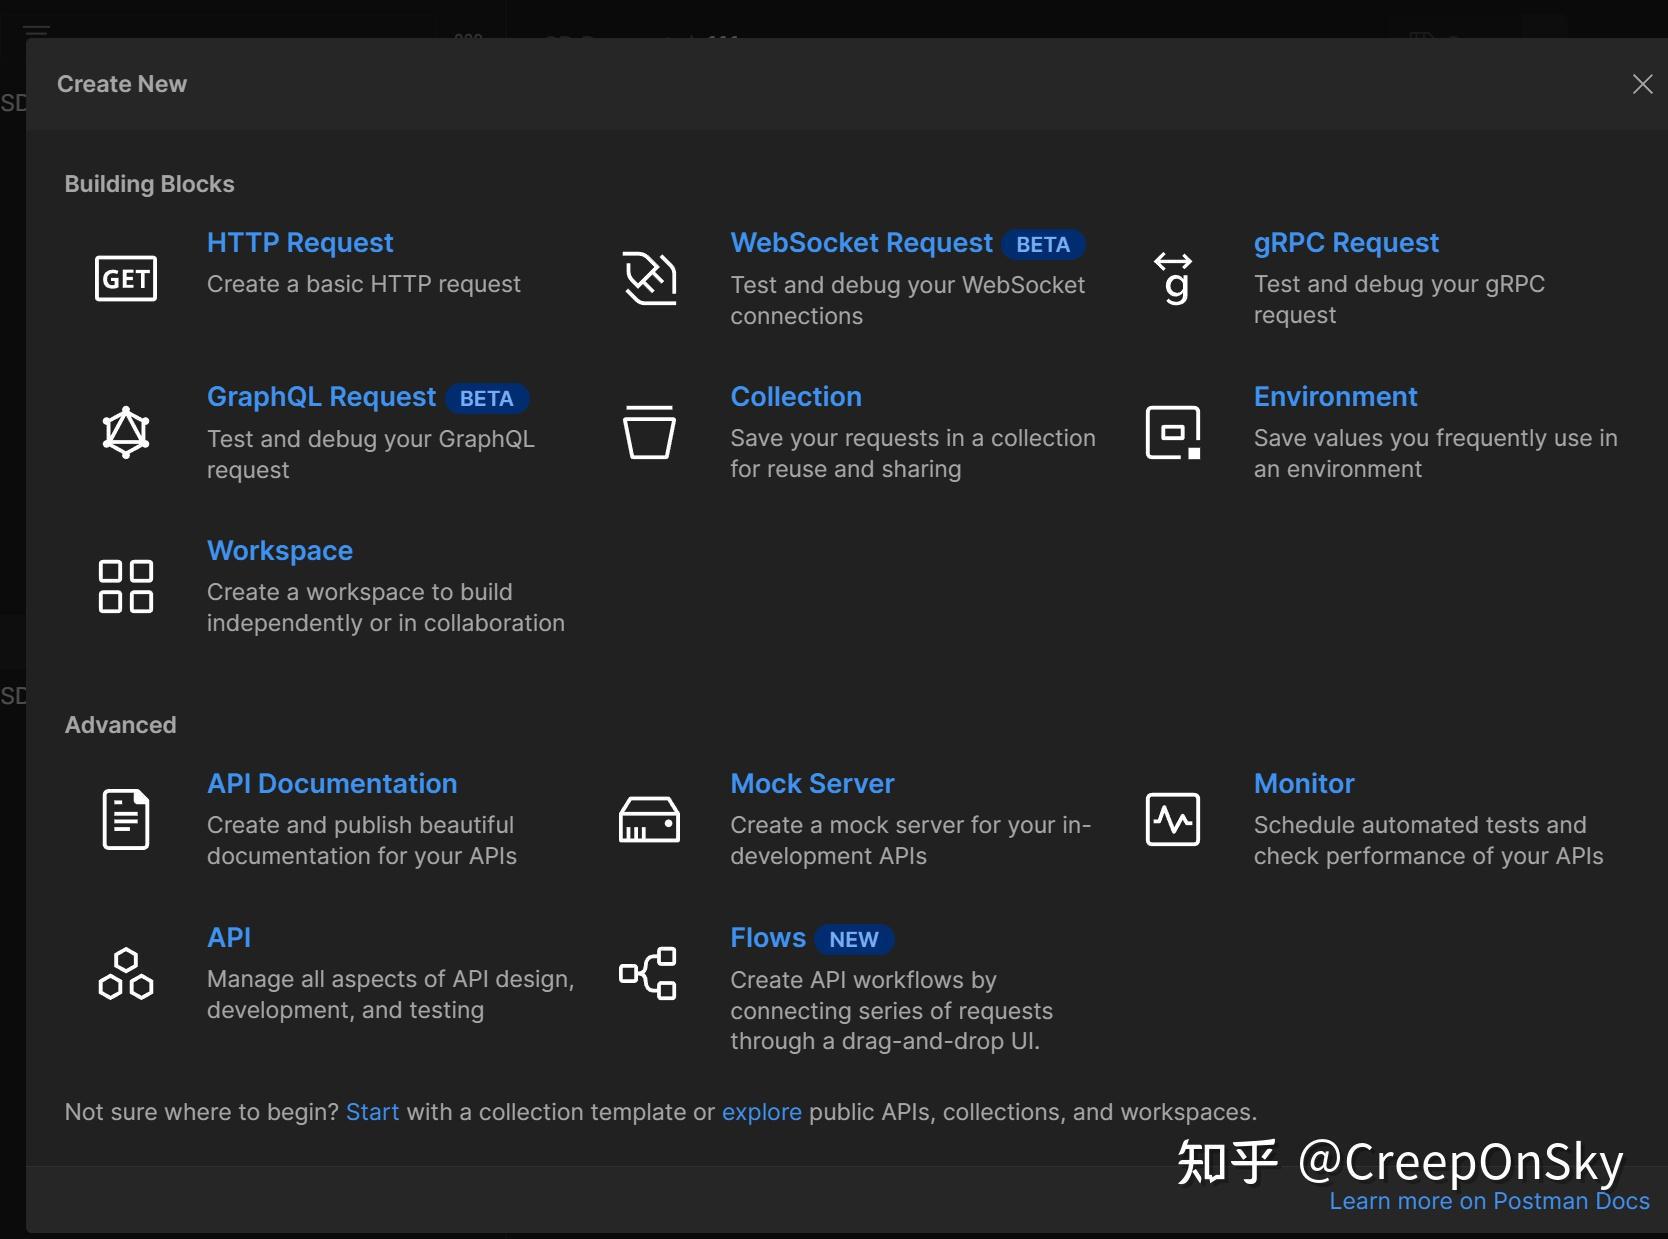 SD
Create New
Building Blocks
GET
HTTP Request
Create a basic HTTP request
WebSocket Request BETA
Test and debug your WebSocket
connections
g
gRPC Request
Test and debug your gRPC
request
GraphQL Request BETA
Test and debug your GraphQL
request
Collection
Save your requests in a collection
for reuse and sharing
Environment
Save values you frequently use in
an environment
Workspace
Create a workspace to build
independently or in collaboration
SD
Advanced
API Documentation
Create and publish beautiful
documentation for your APIs
Mock Server
Create a mock server for your in-
development APIs
Monitor
Schedule automated tests and
check performance of your APIs
API
Manage all aspects of API design,
development, and testing
Flows NEW
Create API workflows by
connecting series of requests
through a drag-and-drop UI.
Not sure where to begin? Start with a collection template or explore public APIs, collections, and workspaces.
知乎 @CreepOnSky
Learn more on Postman Docs